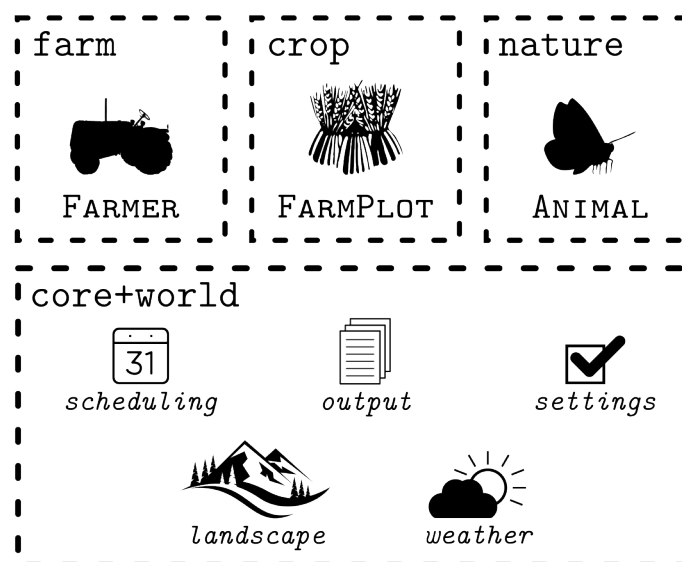 farm
crop
nature
FARMER
FARMPLOT
ANIMAL
core+world
31
scheduling
output
settings
landscape
weather